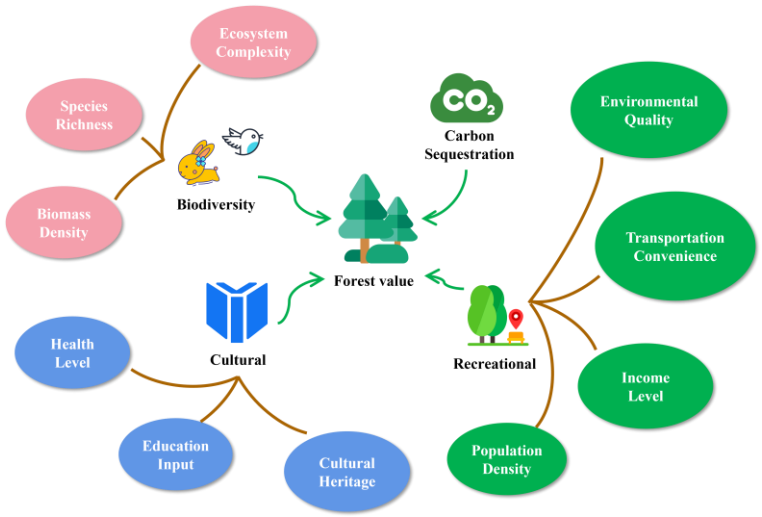 Ecosystem
Complexity
Species
Richness
Biomass
Density
Biodiversity
CO2
Carbon
Sequestration
Environmental
Quality
Transportation
Convenience
Forest value
Cultural
Recreational
Health
Level
Education
Input
Cultural
Heritage
Income
Level
Population
Density